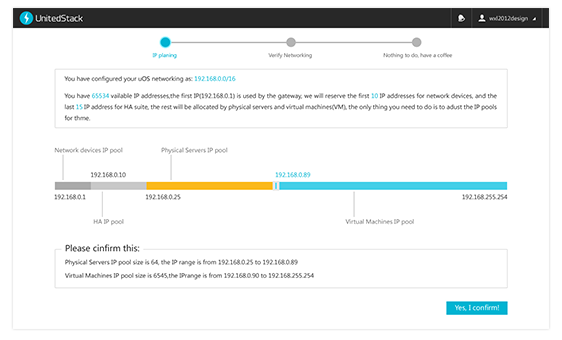 UnitedStack
wxl2012design
IP planing
Verify Networking
Nothing to do, have a coffee
You have configured your uOS networking as: 192.168.0.0/16
You have 65534 vailable IP addresses,the first IP(192.168.0.1) is used by the gateway, we will reserve the first 10 IP addresses for network devices, and the
last 15 IP address for HA suite, the rest will be allocated by physical servers and virtual machines(VM), the only thing you need to do is to adust the IP pools
for thme.
Network devices IP pool
Physical Servers IP pool
192.168.0.10
192.168.0.89
192.168.0.1
192.168.0.25
192.168.255.254
HA IP pool
Virtual Machines IP pool
Please cinfirm this:
Physical Servers IP pool size is 64, the IP range is from 192.168.0.25 to 192.168.0.89
Virtual Machines IP pool size is 6545,the IPrange is from 192.168.0.90 to 192.168.255.254
Yes, I confirm!